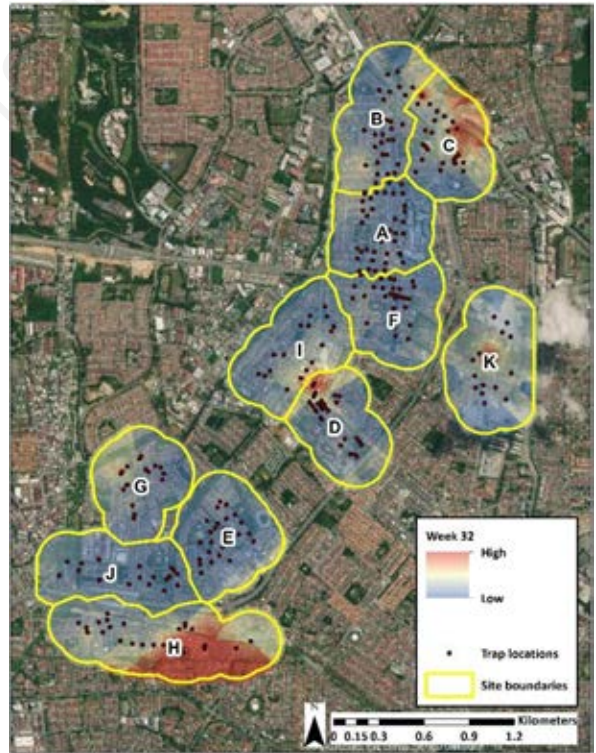 B
C
A
F
I
K
D
G
E
J
H
Week 32
High
Low
Trap locations
Site boundaries
N
Kilometers
0 0.15 0.3 0.6 0.9 1.2